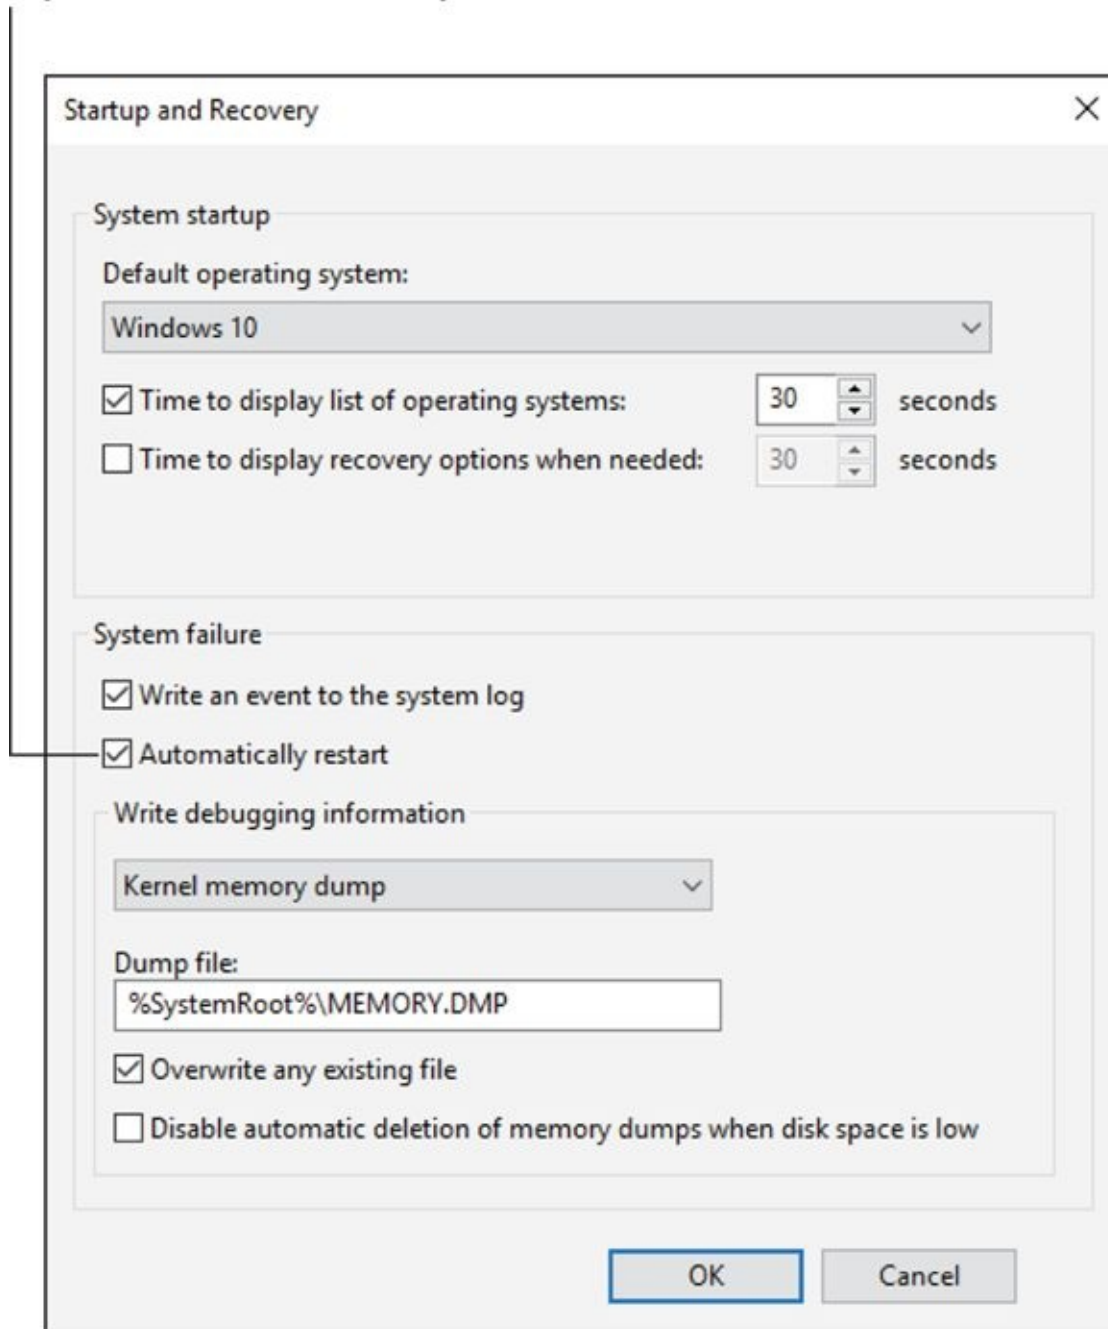 Startup and Recovery
System startup
Default operating system:
Windows 10
Time to display list of operating systems: 30 seconds
Time to display recovery options when needed: 30 seconds
System failure
Write an event to the system log
Automatically restart
Write debugging information
Kernel memory dump
Dump file:
%SystemRoot%\MEMORY.DMP
Overwrite any existing file
Disable automatic deletion of memory dumps when disk space is low
OK Cancel